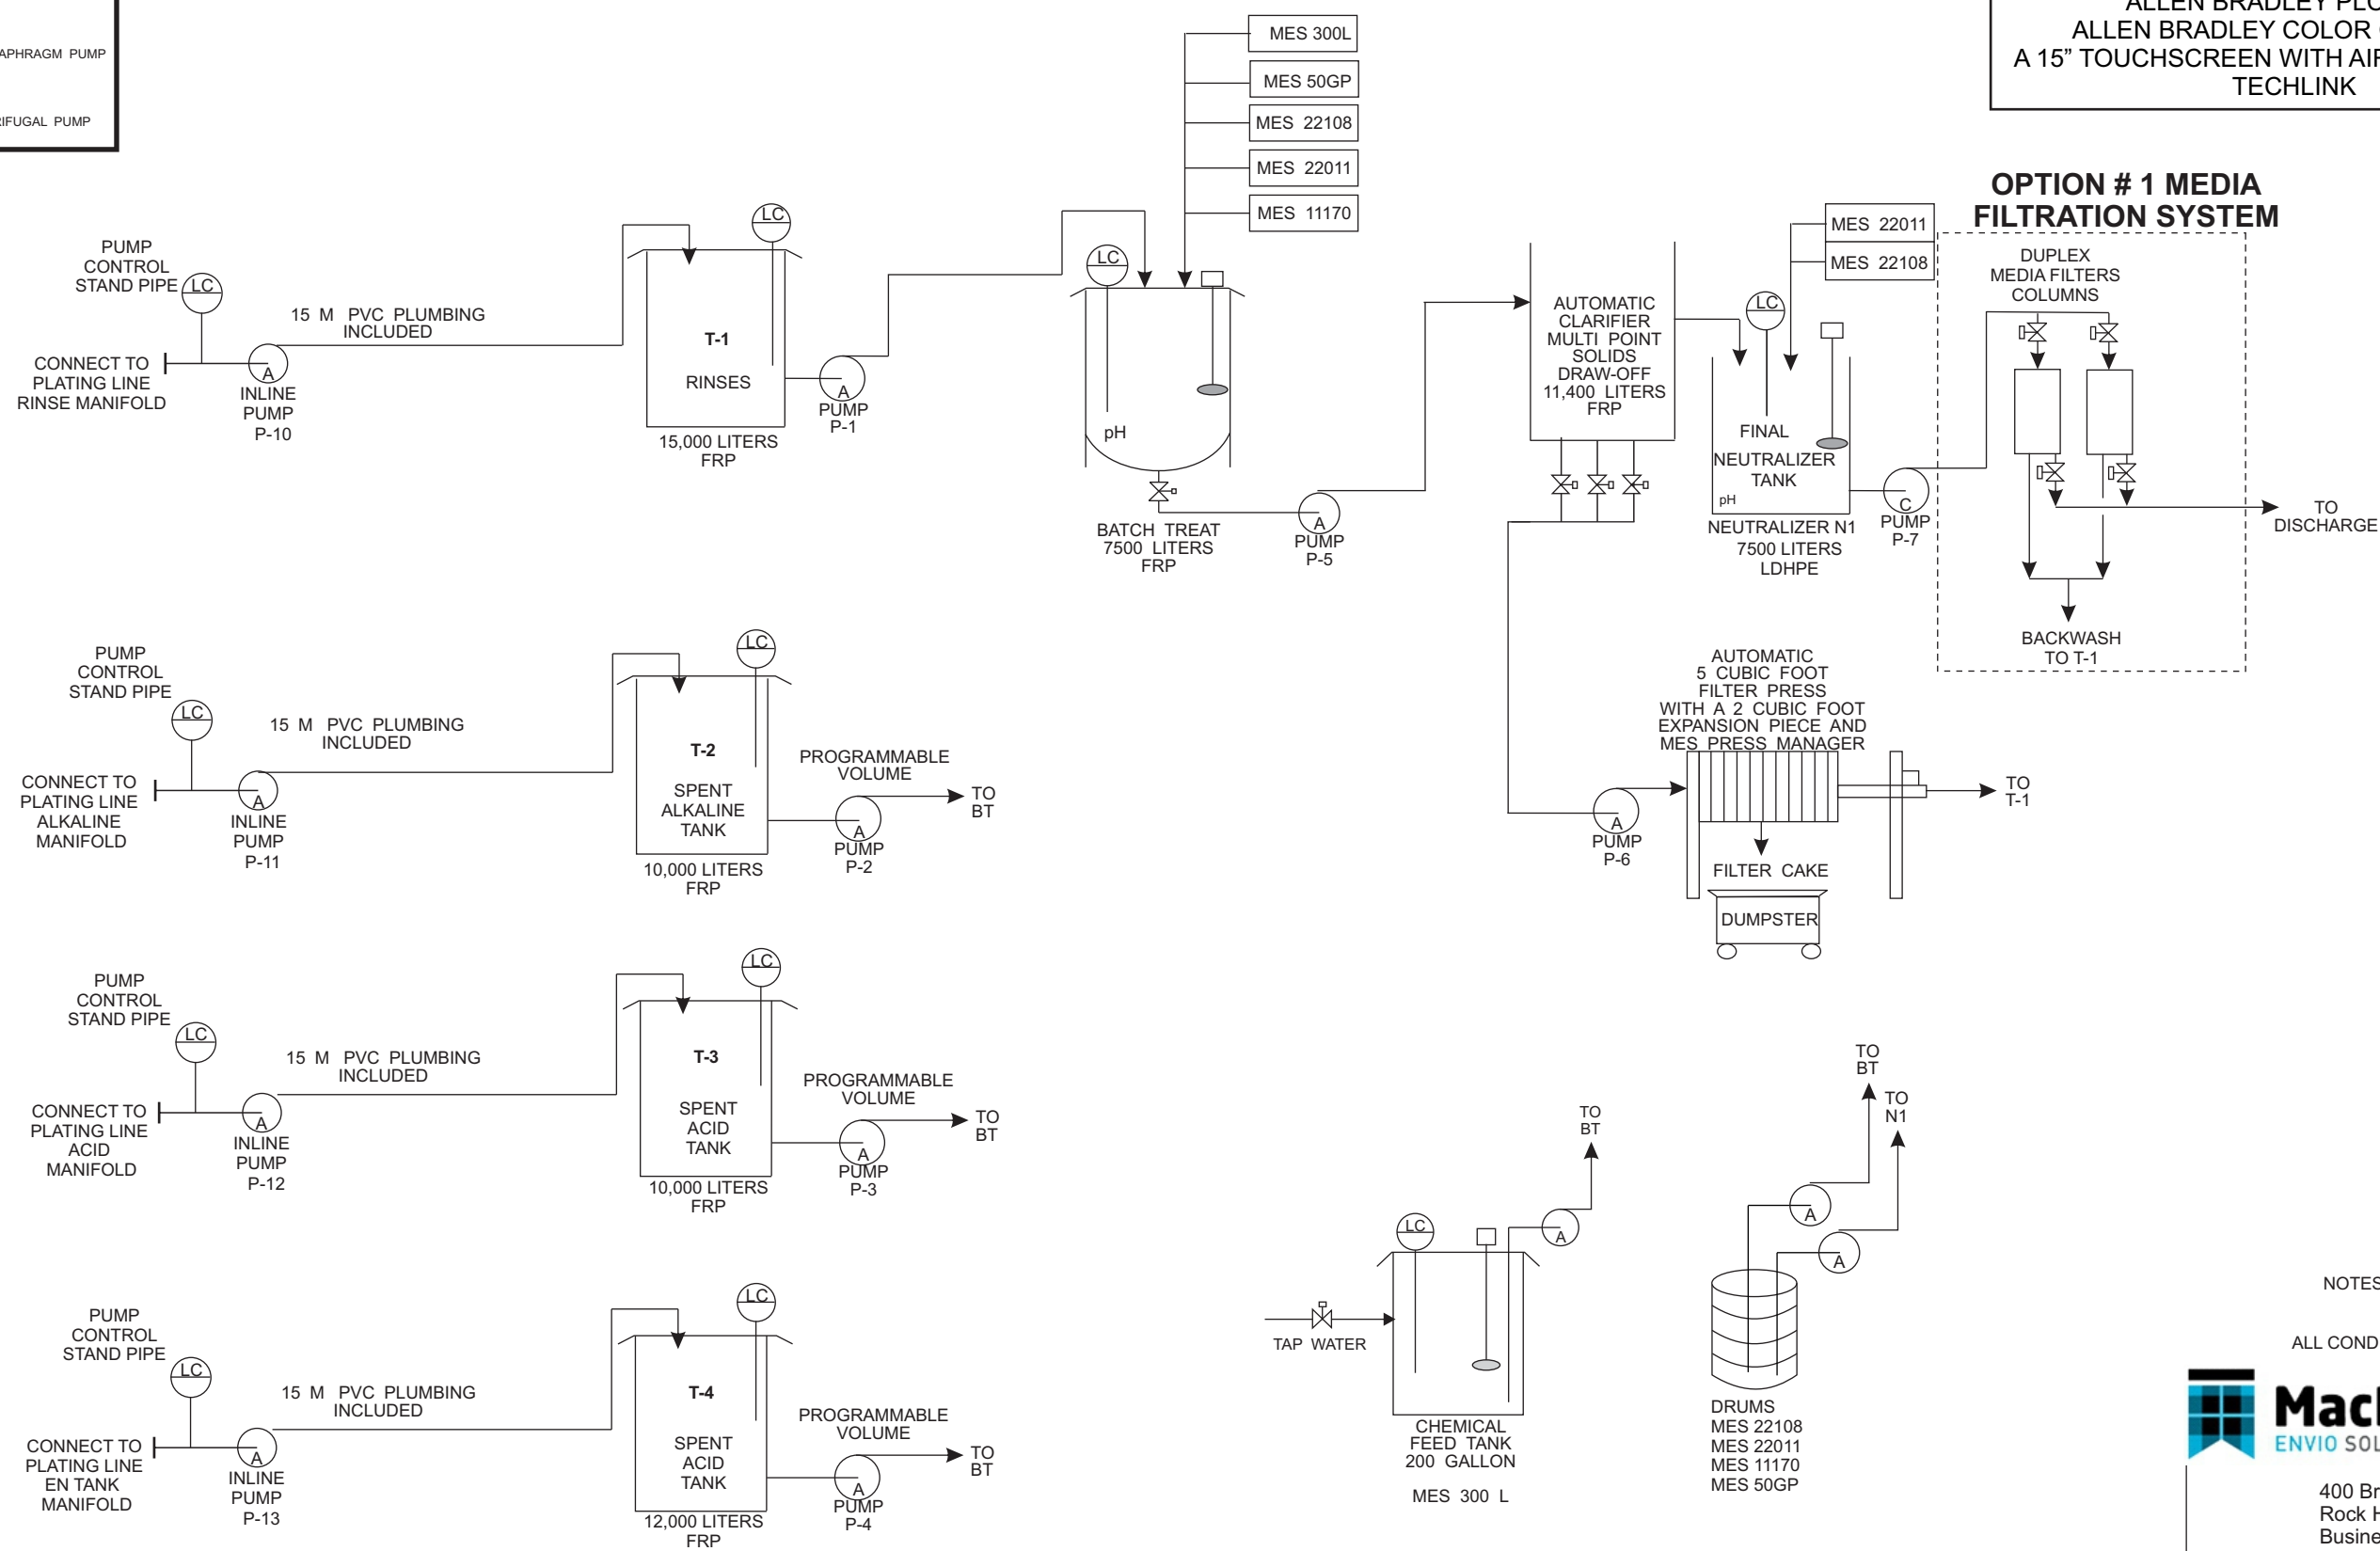 APHRAGM PUMP
IFUGAL PUMP
ALLEN BRADLEY PLC
ALLEN BRADLEY COLOR
A 15” TOUCHSCREEN WITH AIR
TECHLINK
MES 300L
MES 50GP
MES 22108
MES 22011
MES 11170
PUMP
CONTROL
STAND PIPE
LC
15 M PVC PLUMBING
INCLUDED
CONNECT TO
PLATING LINE
RINSE MANIFOLD
A
INLINE
PUMP
P-10
LC
T-1
RINSES
15,000 LITERS
FRP
A
PUMP
P-1
LC
pH
BATCH TREAT
7500 LITERS
FRP
A
PUMP
P-5
AUTOMATIC
CLARIFIER
MULTI POINT
SOLIDS
DRAW-OFF
11,400 LITERS
FRP
MES 22011
MES 22108
LC
FINAL
NEUTRALIZER
TANK
pH
NEUTRALIZER N1
7500 LITERS
LDHPE
C
PUMP
P-7
OPTION # 1 MEDIA
FILTRATION SYSTEM
DUPLEX
MEDIA FILTERS
COLUMNS
TO
DISCHARGE
BACKWASH
TO T-1
PUMP
CONTROL
STAND PIPE
LC
15 M PVC PLUMBING
INCLUDED
CONNECT TO
PLATING LINE
ALKALINE
MANIFOLD
A
INLINE
PUMP
P-11
LC
T-2
SPENT
ALKALINE
TANK
10,000 LITERS
FRP
PROGRAMMABLE
VOLUME
A
PUMP
P-2
TO
BT
AUTOMATIC
5 CUBIC FOOT
FILTER PRESS
WITH A 2 CUBIC FOOT
EXPANSION PIECE AND
MES PRESS MANAGER
A
PUMP
P-6
TO
T-1
FILTER CAKE
DUMPSTER
PUMP
CONTROL
STAND PIPE
LC
15 M PVC PLUMBING
INCLUDED
CONNECT TO
PLATING LINE
ACID
MANIFOLD
A
INLINE
PUMP
P-12
LC
T-3
SPENT
ACID
TANK
10,000 LITERS
FRP
PROGRAMMABLE
VOLUME
A
PUMP
P-3
TO
BT
PUMP
CONTROL
STAND PIPE
LC
15 M PVC PLUMBING
INCLUDED
CONNECT TO
PLATING LINE
EN TANK
MANIFOLD
A
INLINE
PUMP
P-13
LC
T-4
SPENT
ACID
TANK
12,000 LITERS
FRP
PROGRAMMABLE
VOLUME
A
PUMP
P-4
TO
BT
TO
BT
LC
A
TAP WATER
CHEMICAL
FEED TANK
200 GALLON
MES 300 L
TO
BT
TO
N1
A
A
DRUMS
MES 22108
MES 22011
MES 11170
MES 50GP
NOTES
ALL COND
Mac
ENVIO SOL
400 Br
Rock H
Busine